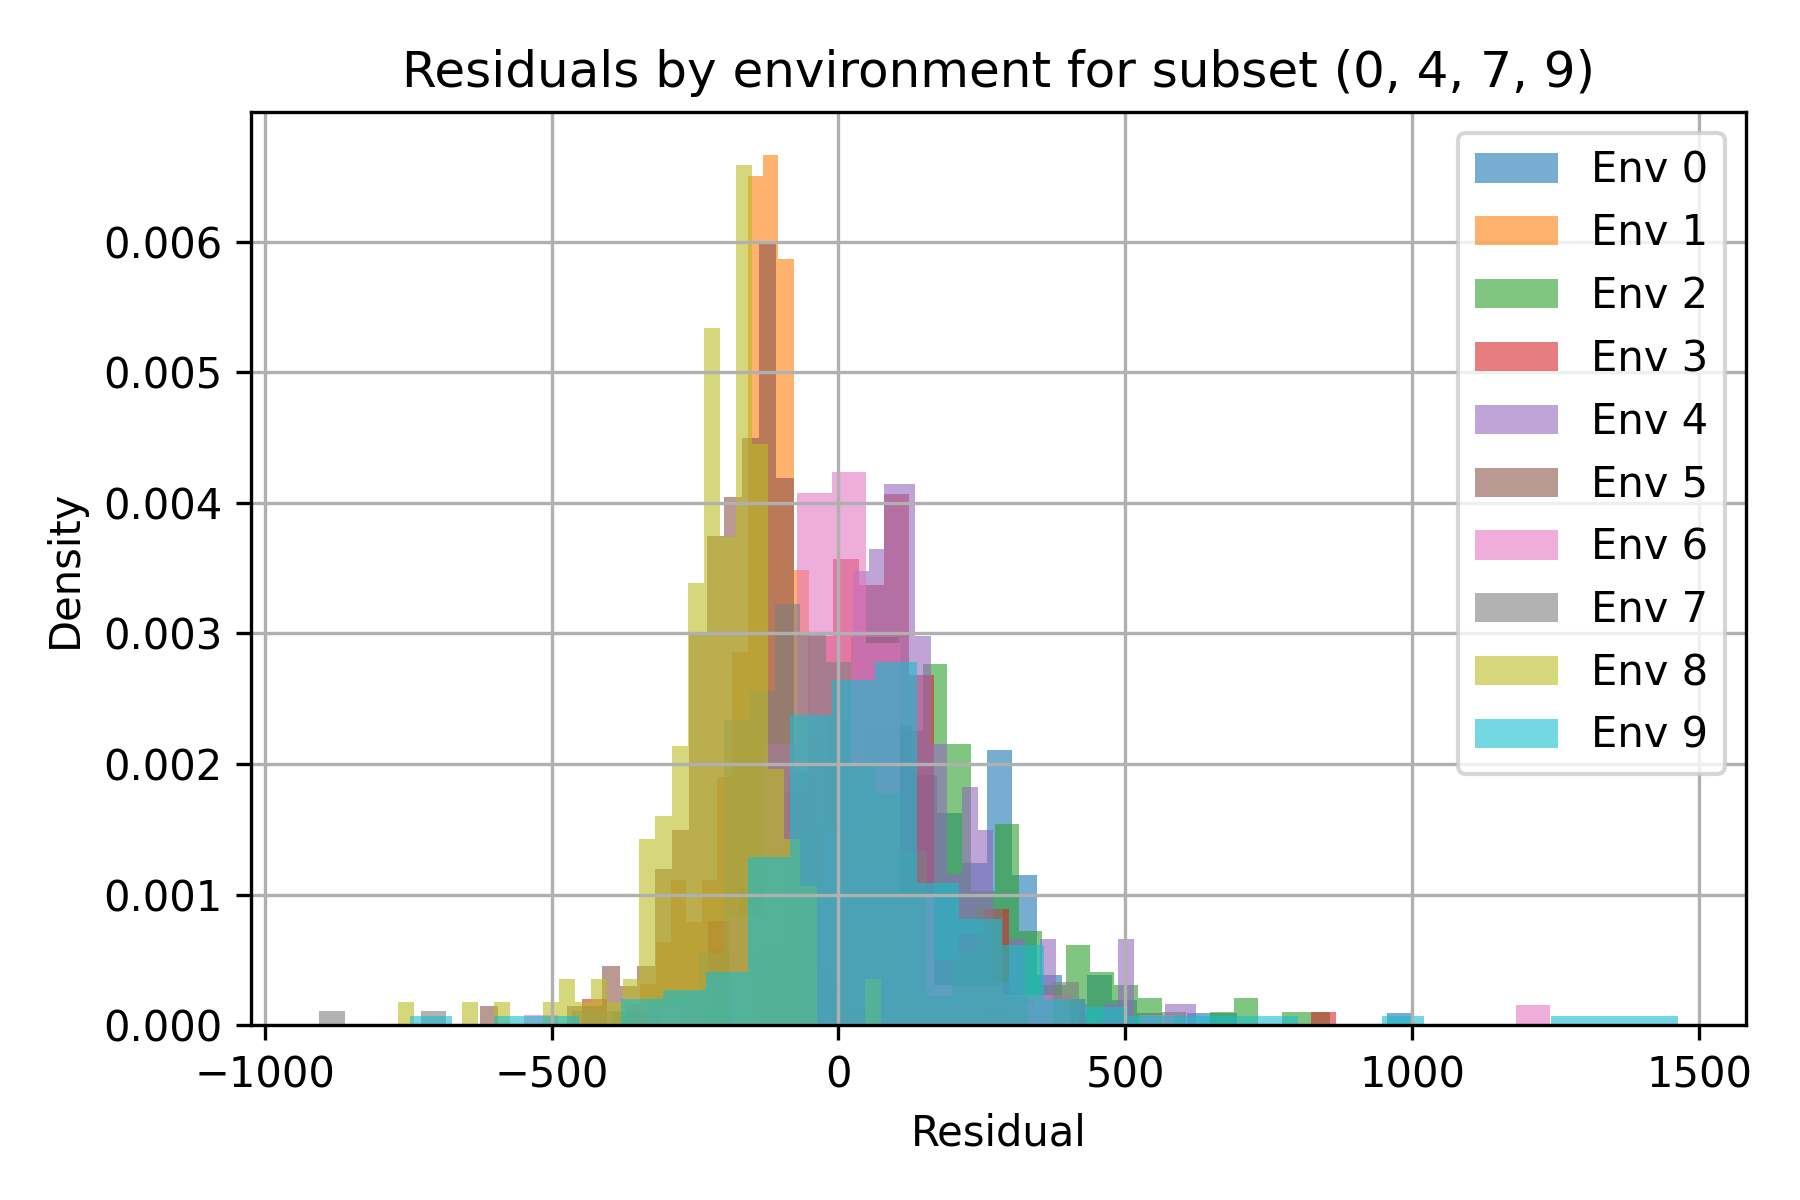 Residuals by environment for subset (0, 4, 7, 9)
Density
0.006
0.005
0.004
0.003
0.002
0.001
0.000
−1000
−500
0
500
1000
1500
Residual
Env 0
Env 1
Env 2
Env 3
Env 4
Env 5
Env 6
Env 7
Env 8
Env 9